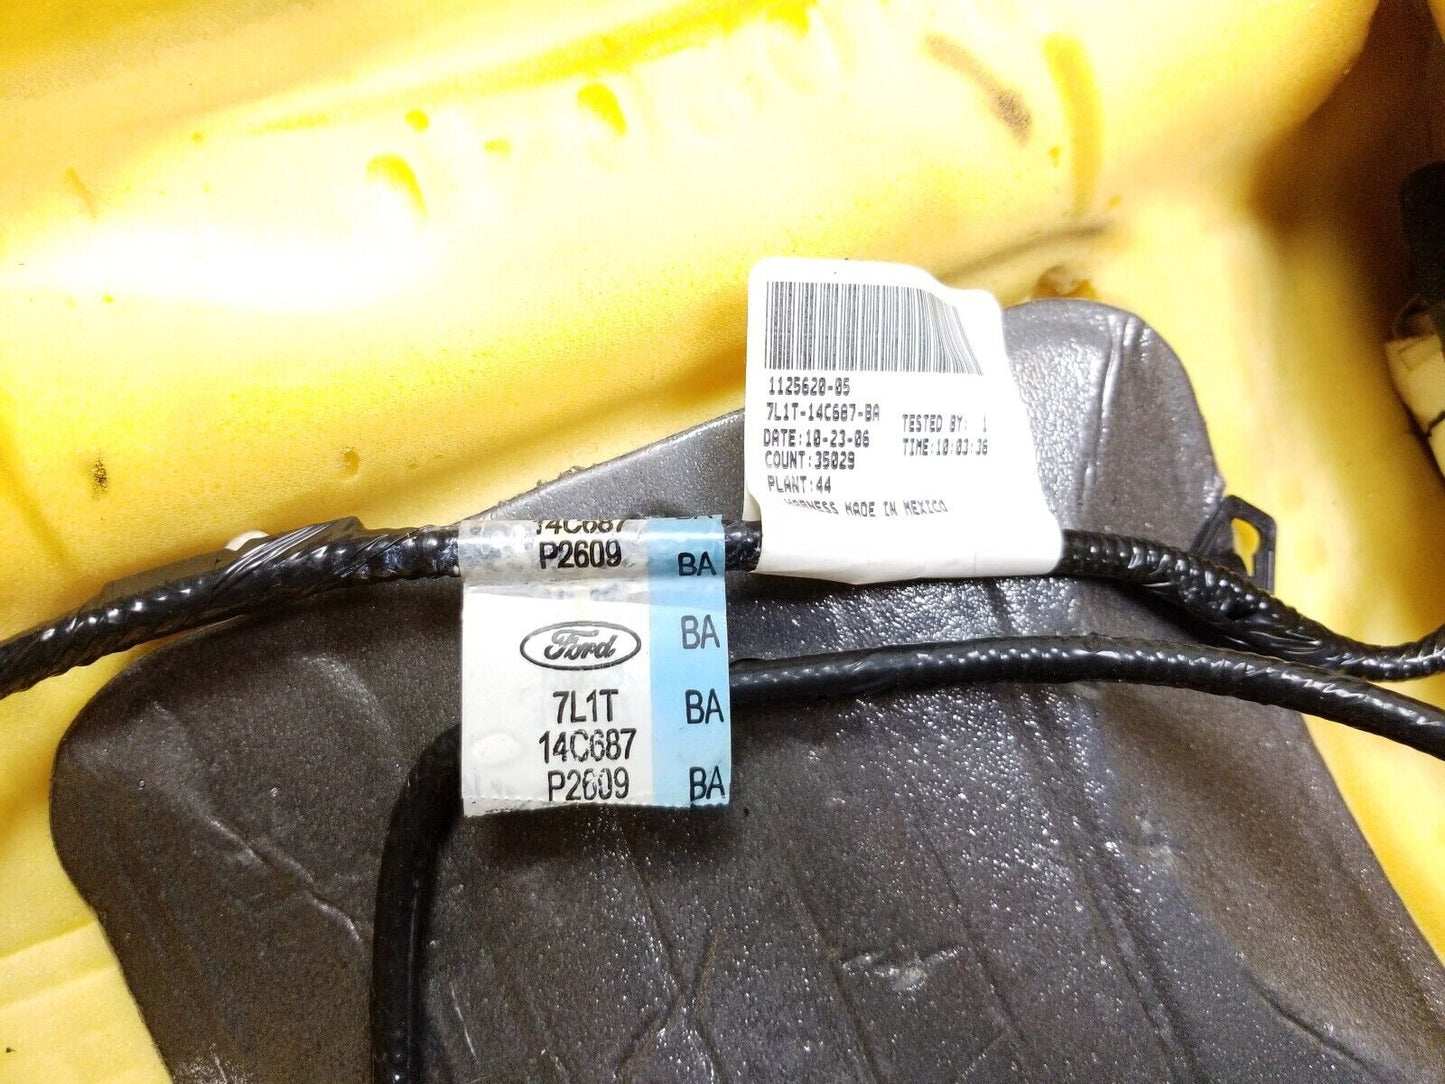 1125620-05
7L1T-14C687-BA
TESTED BY: 1
DATE:10-23-06
TIME:10:03:36
COUNT:35029
PLANT:44
HARNESS MADE IN MEXICO
14C687
P2609 BA
Ford BA
7L1T BA
14C687
P2609 BA